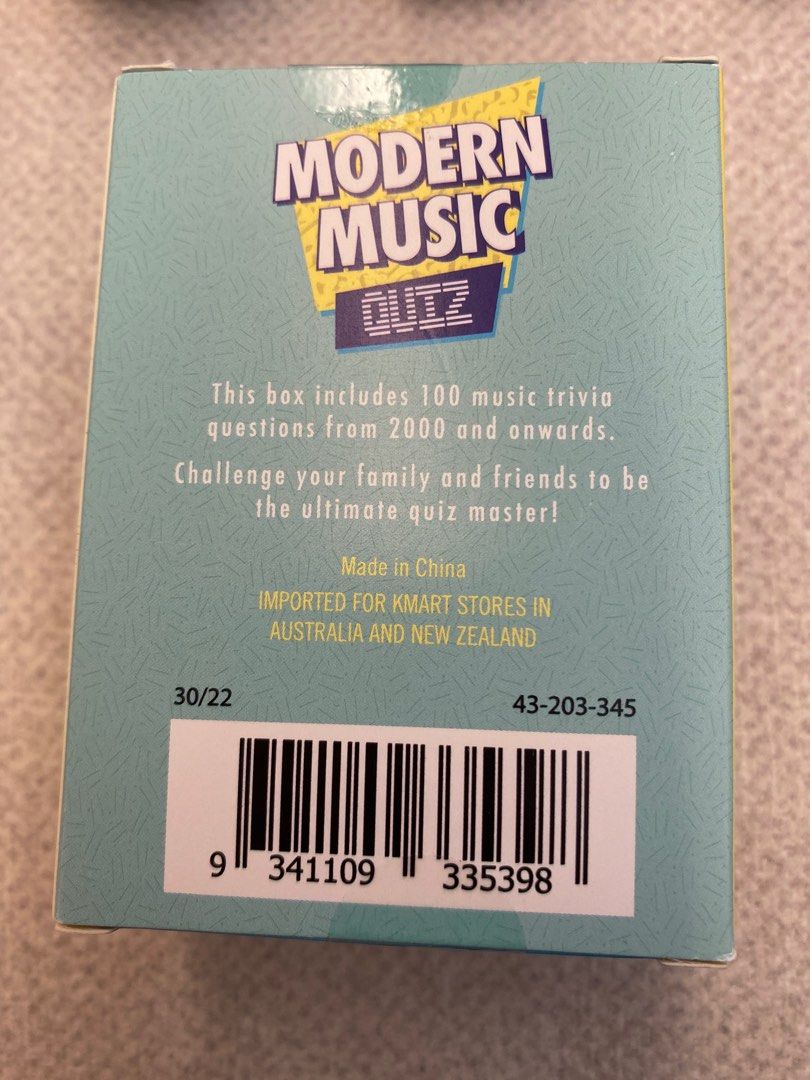 MODERN
MUSIC
QUIZ
This box includes 100 music trivia
questions from 2000 and onwards.
Challenge your family and friends to be
the ultimate quiz master!
Made in China
IMPORTED FOR KMART STORES IN
AUSTRALIA AND NEW ZEALAND
30/22 43-203-345
9 341109 335398